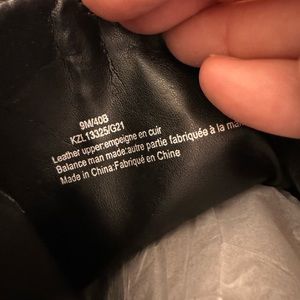 9M/40B
KZL13325/G21
Leather upper:empeigne en cuir
Balance man made:autre partie fabriquée à la ma
Made in China:Fabriqué en Chine